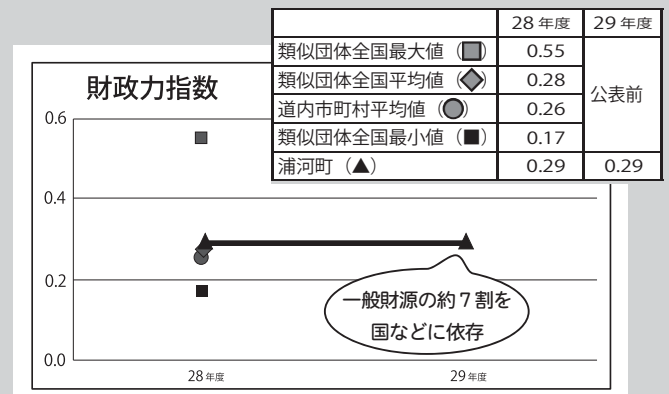 28年度 29年度
類似団体全国最大値（■） 0.55 公表前
類似団体全国平均値（◆） 0.28
道内市町村平均値（●） 0.26
類似団体全国最小値（■） 0.17
浦河町（▲） 0.29 0.29
財政力指数
0.6
0.4
0.2
0.0
一般財源の約７割を
国などに依存
28年度 29年度